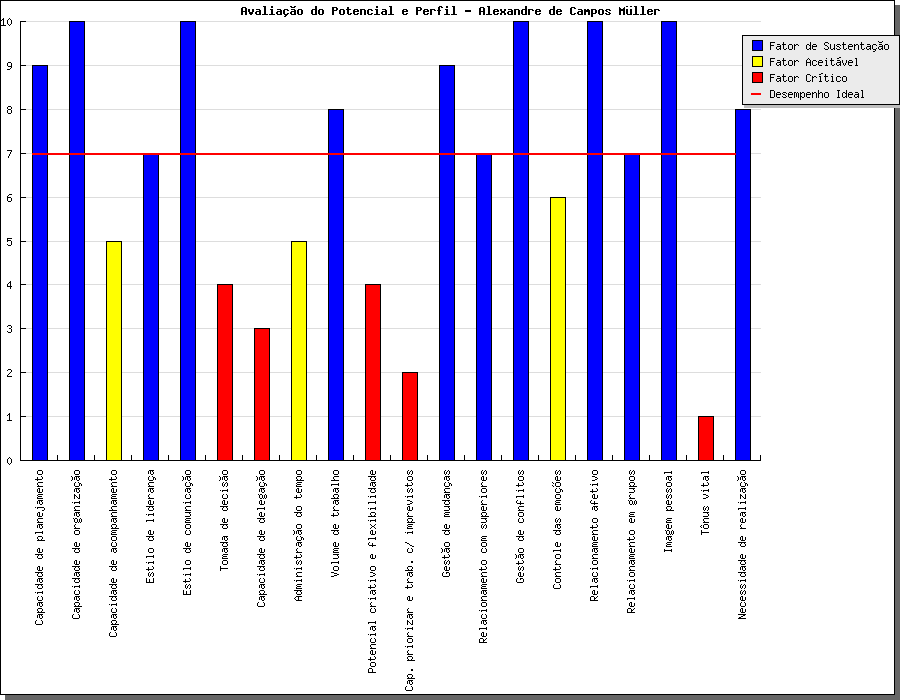 Avaliação do Potencial e Perfil - Alexandre de Campos Müller
Fator de Sustentação
Fator Aceitável
Fator Crítico
Desempenho Ideal
10
9
8
7
6
5
4
3
2
1
0
Capacidade de planejamento
Capacidade de organização
Capacidade de acompanhamento
Estilo de liderança
Estilo de comunicação
Tomada de decisão
Capacidade de delegação
Administração do tempo
Volume de trabalho
Potencial criativo e flexibilidade
Cap. priorizar e trab. c/ imprevistos
Gestão de mudanças
Relacionamento com superiores
Gestão de conflitos
Controle das emoções
Relacionamento afetivo
Relacionamento em grupos
Imagem pessoal
Tônus vital
Necessidade de realização